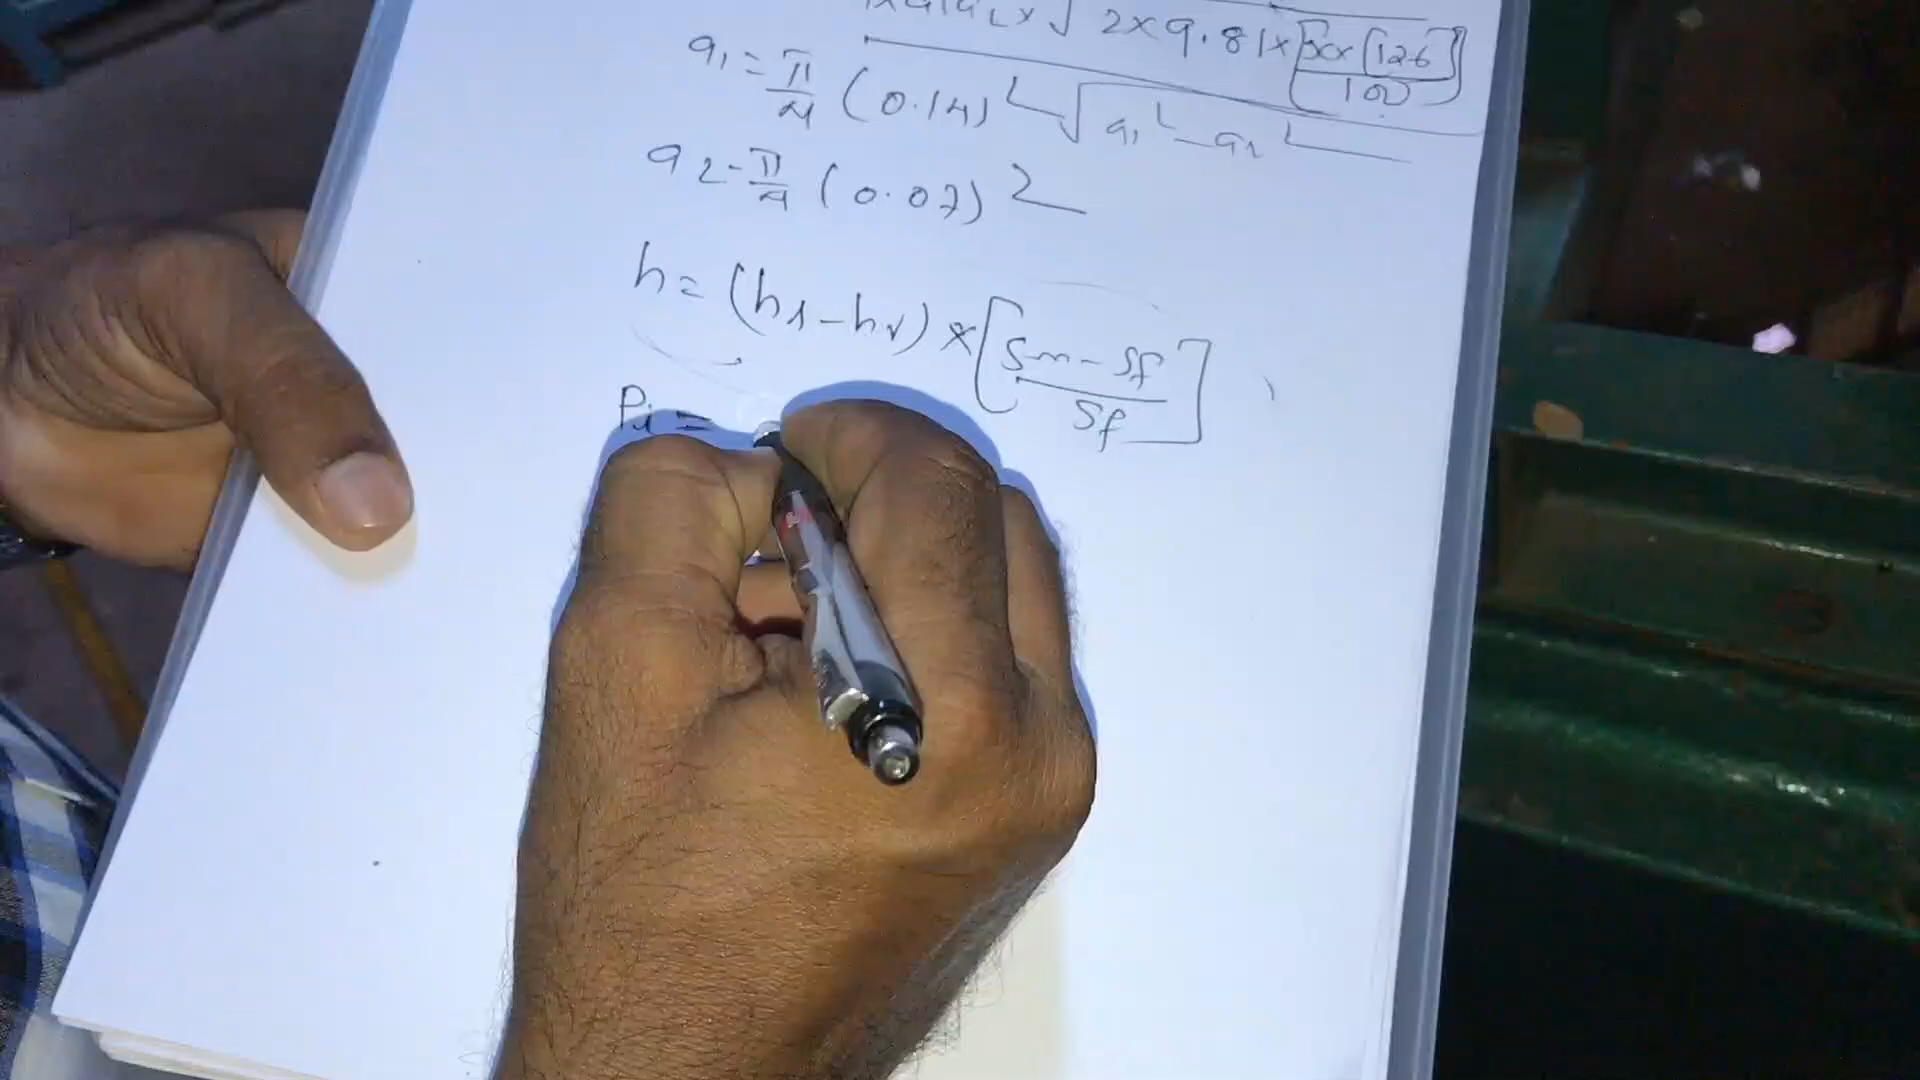 2×9.81×[x×[12.6]/100]
a1 = π/4 (0.14)² √a1² - a2²
a2 - π/4 (0.07)²
h = (h1 - h2) × [Sm - Sf / Sf]
Pi =